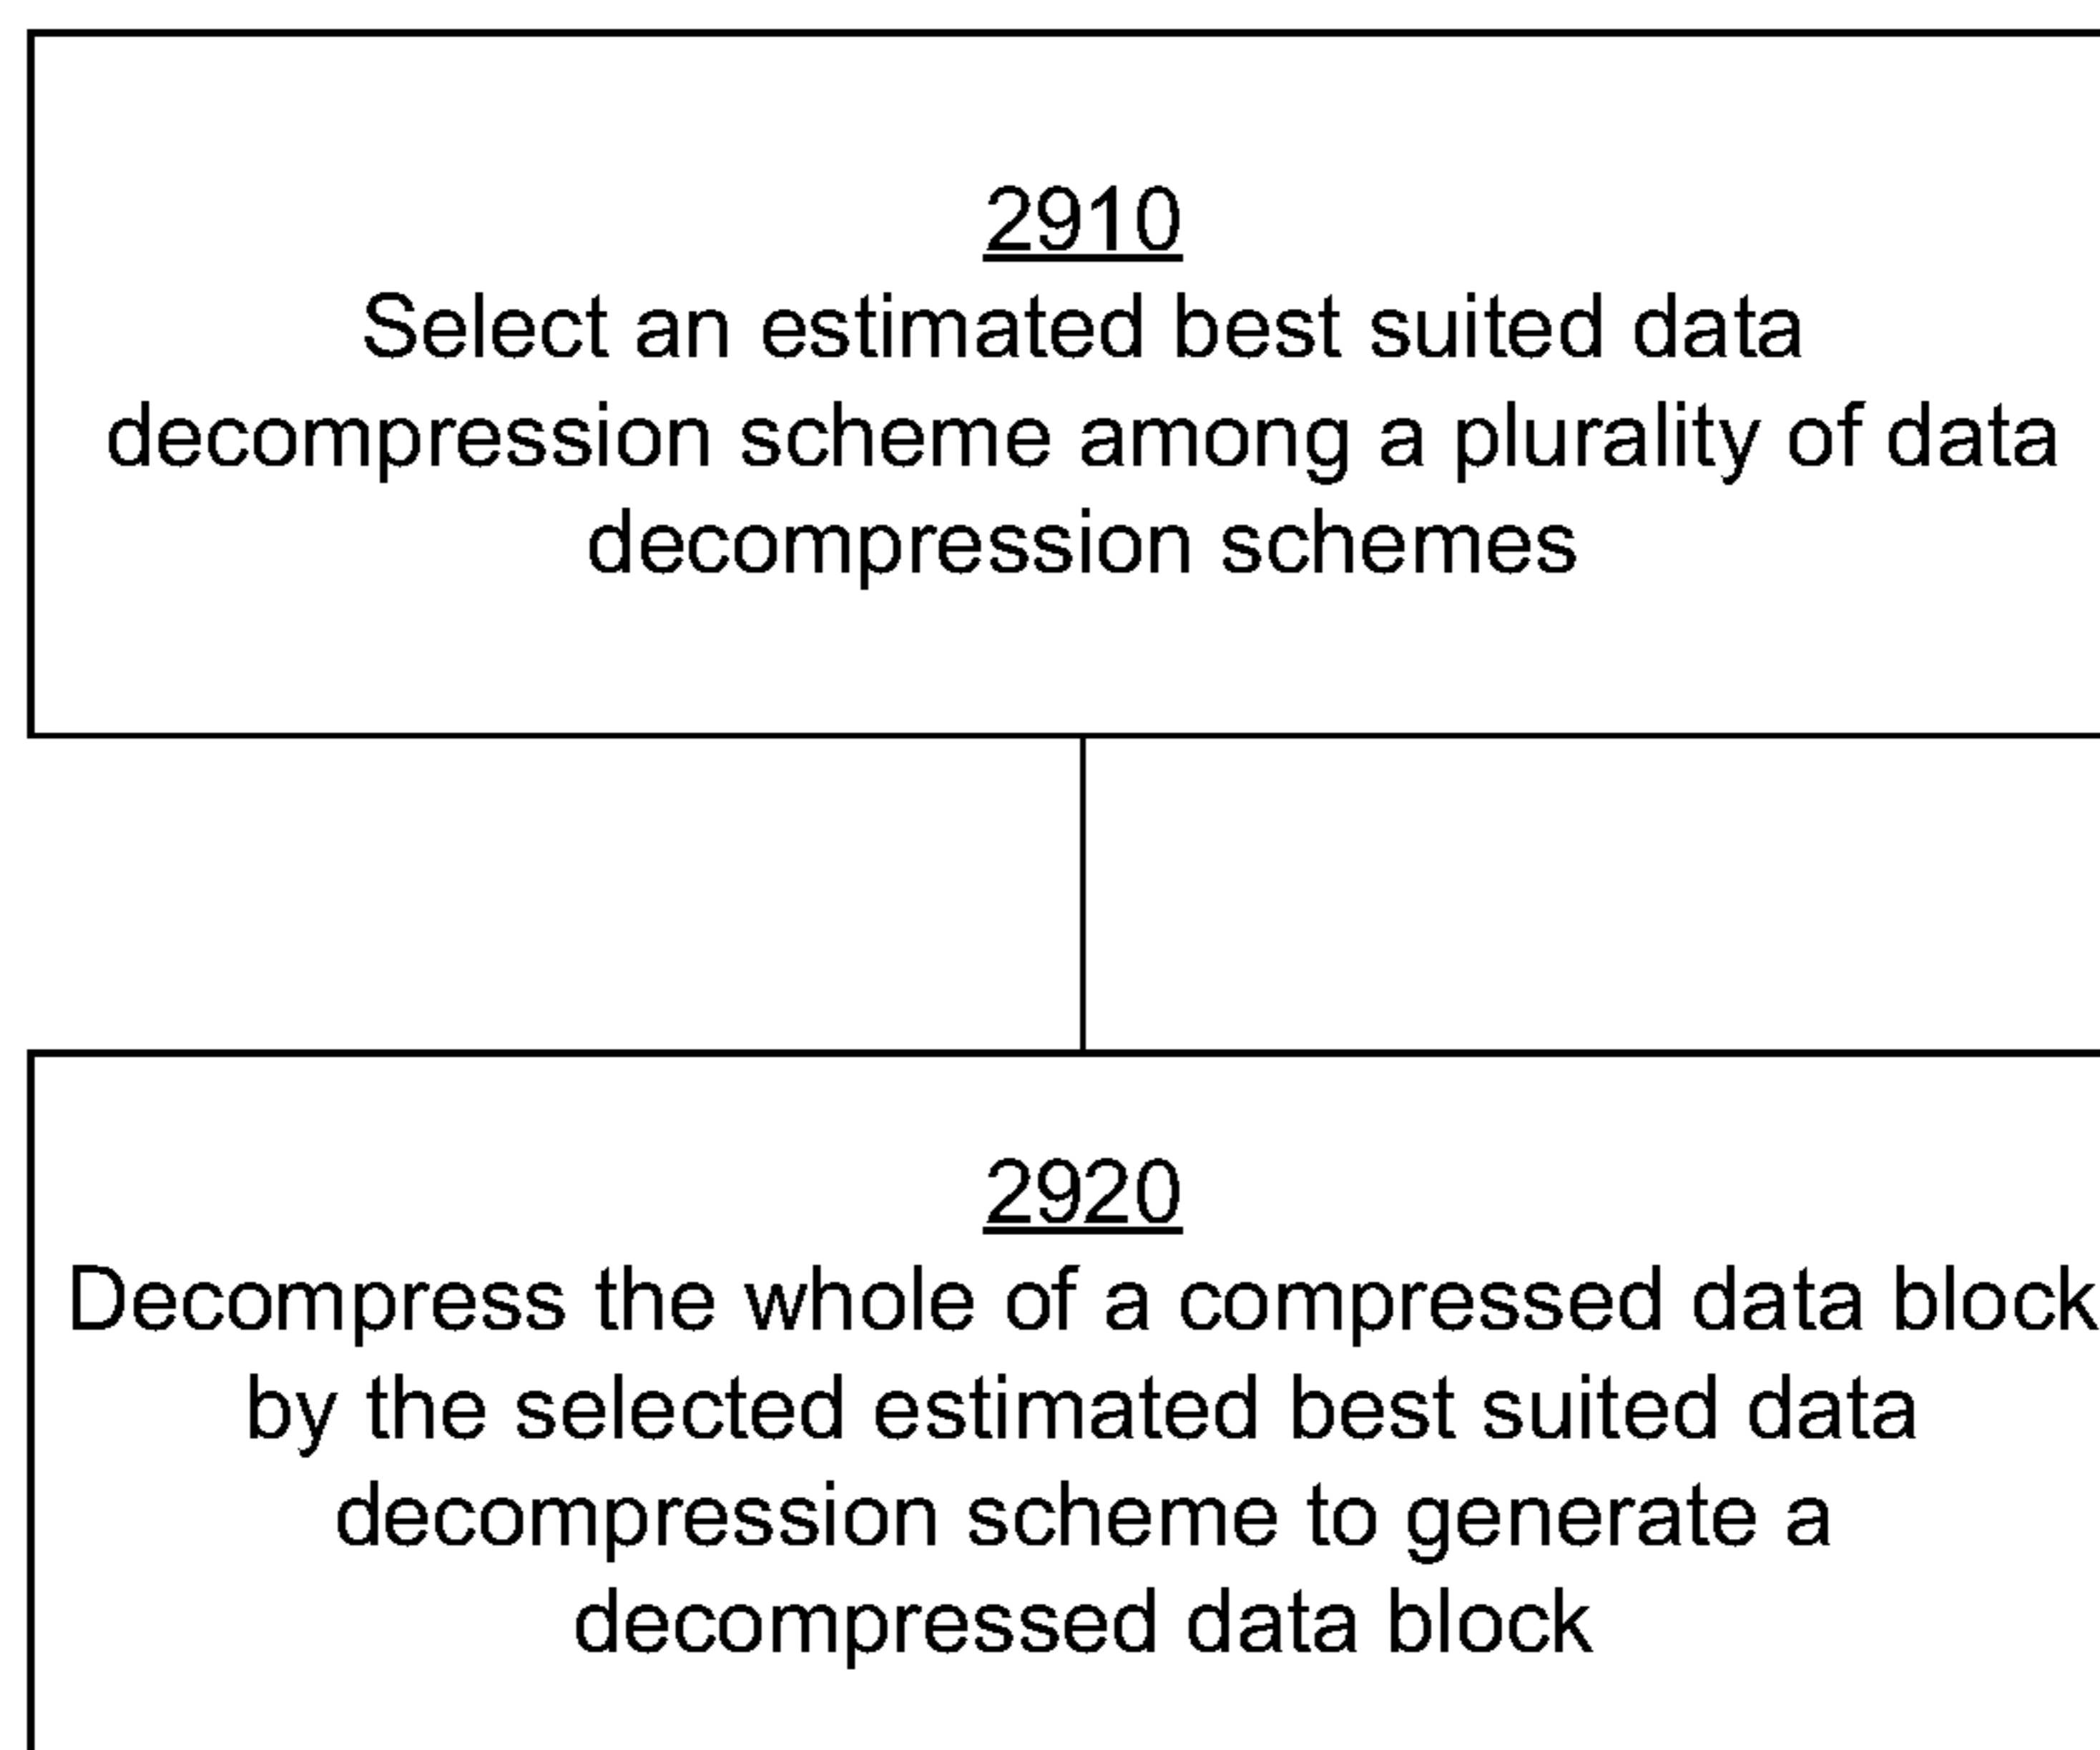 2910
Select an estimated best suited data
decompression scheme among a plurality of data
decompression schemes
2920
Decompress the whole of a compressed data block
by the selected estimated best suited data
decompression scheme to generate a
decompressed data block